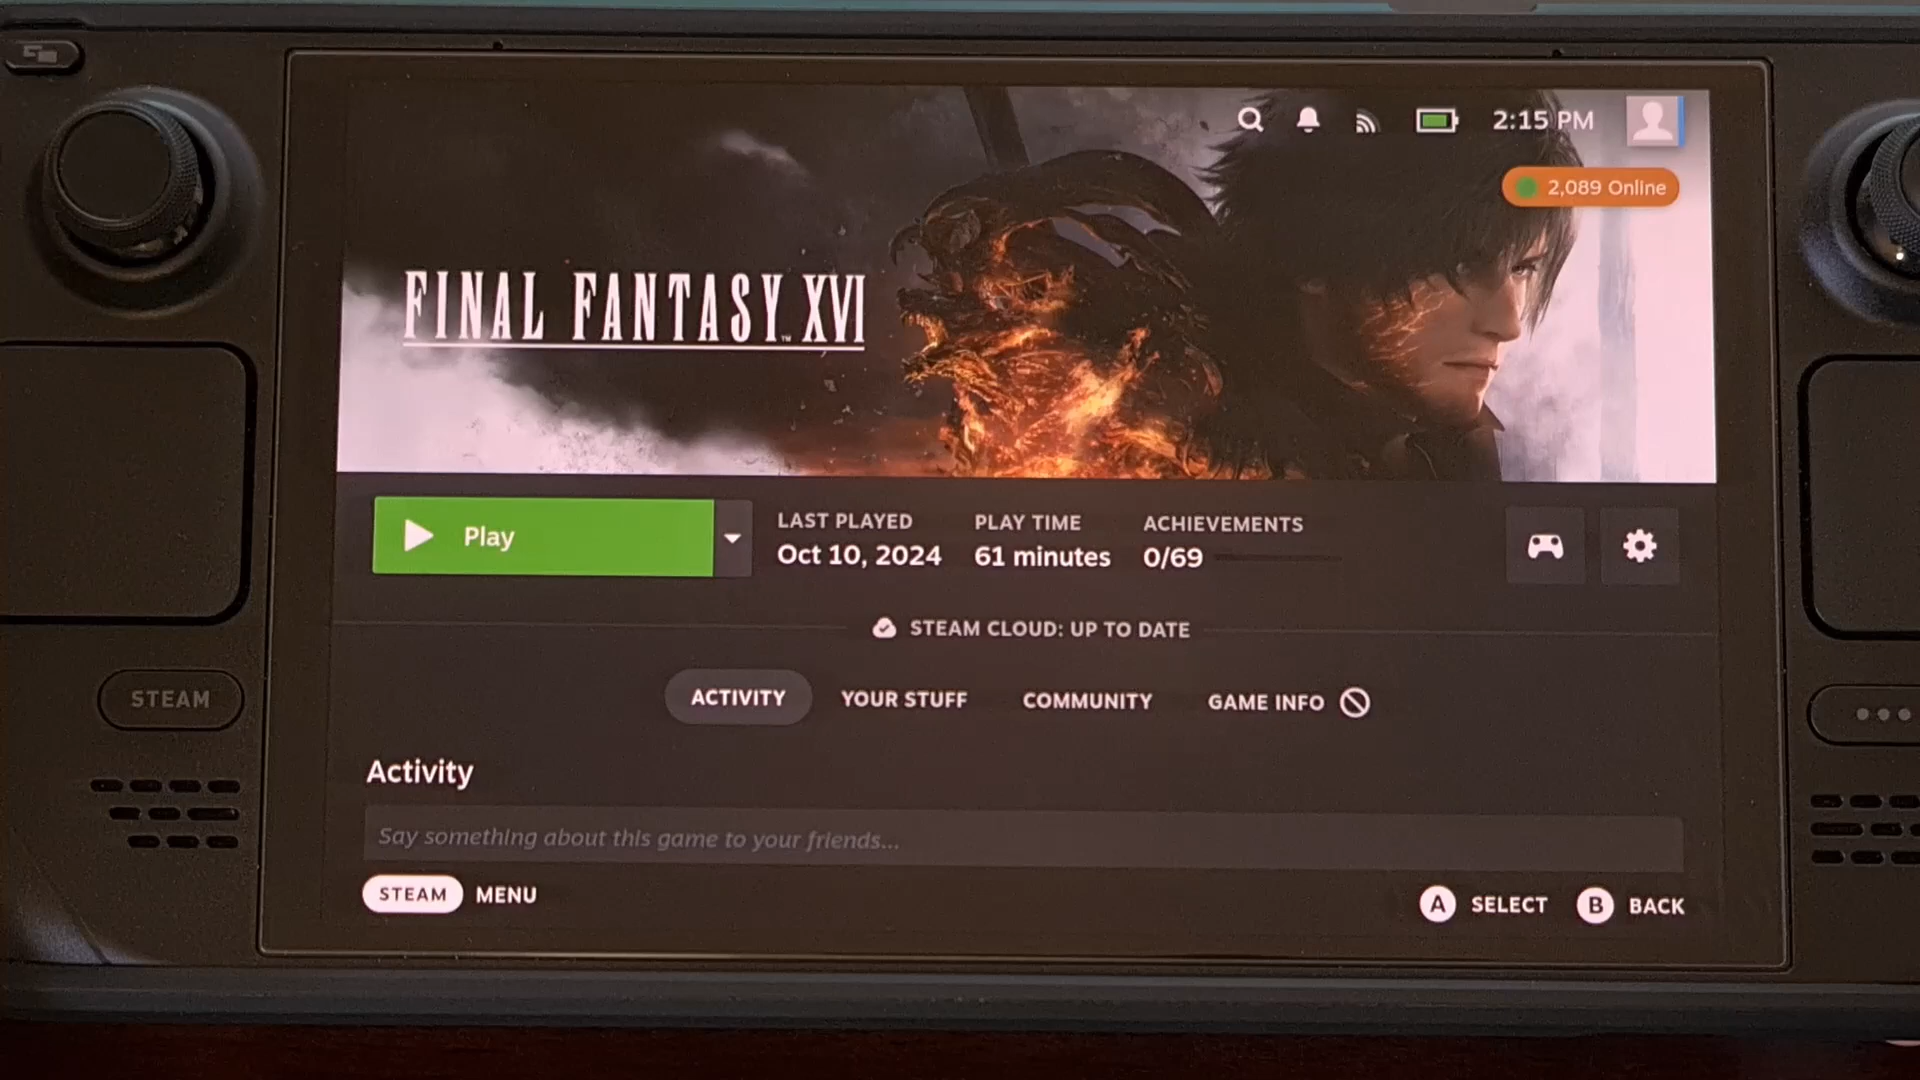 2:15 PM
2,089 Online
FINAL FANTASY XVI
Play
LAST PLAYED
Oct 10, 2024
PLAY TIME
61 minutes
ACHIEVEMENTS
0/69
STEAM CLOUD: UP TO DATE
STEAM
ACTIVITY
YOUR STUFF
COMMUNITY
GAME INFO
Activity
Say something about this game to your friends...
STEAM MENU
A SELECT
B BACK